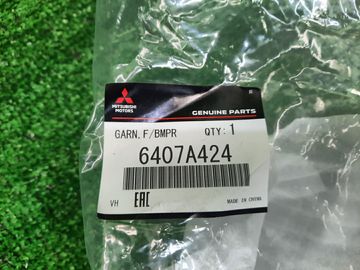 MITSUBISHI
MOTORS
GENUINE PARTS
GARN,F/BMPR QTY:1
6407A424
VH EAC MADE IN CHINA